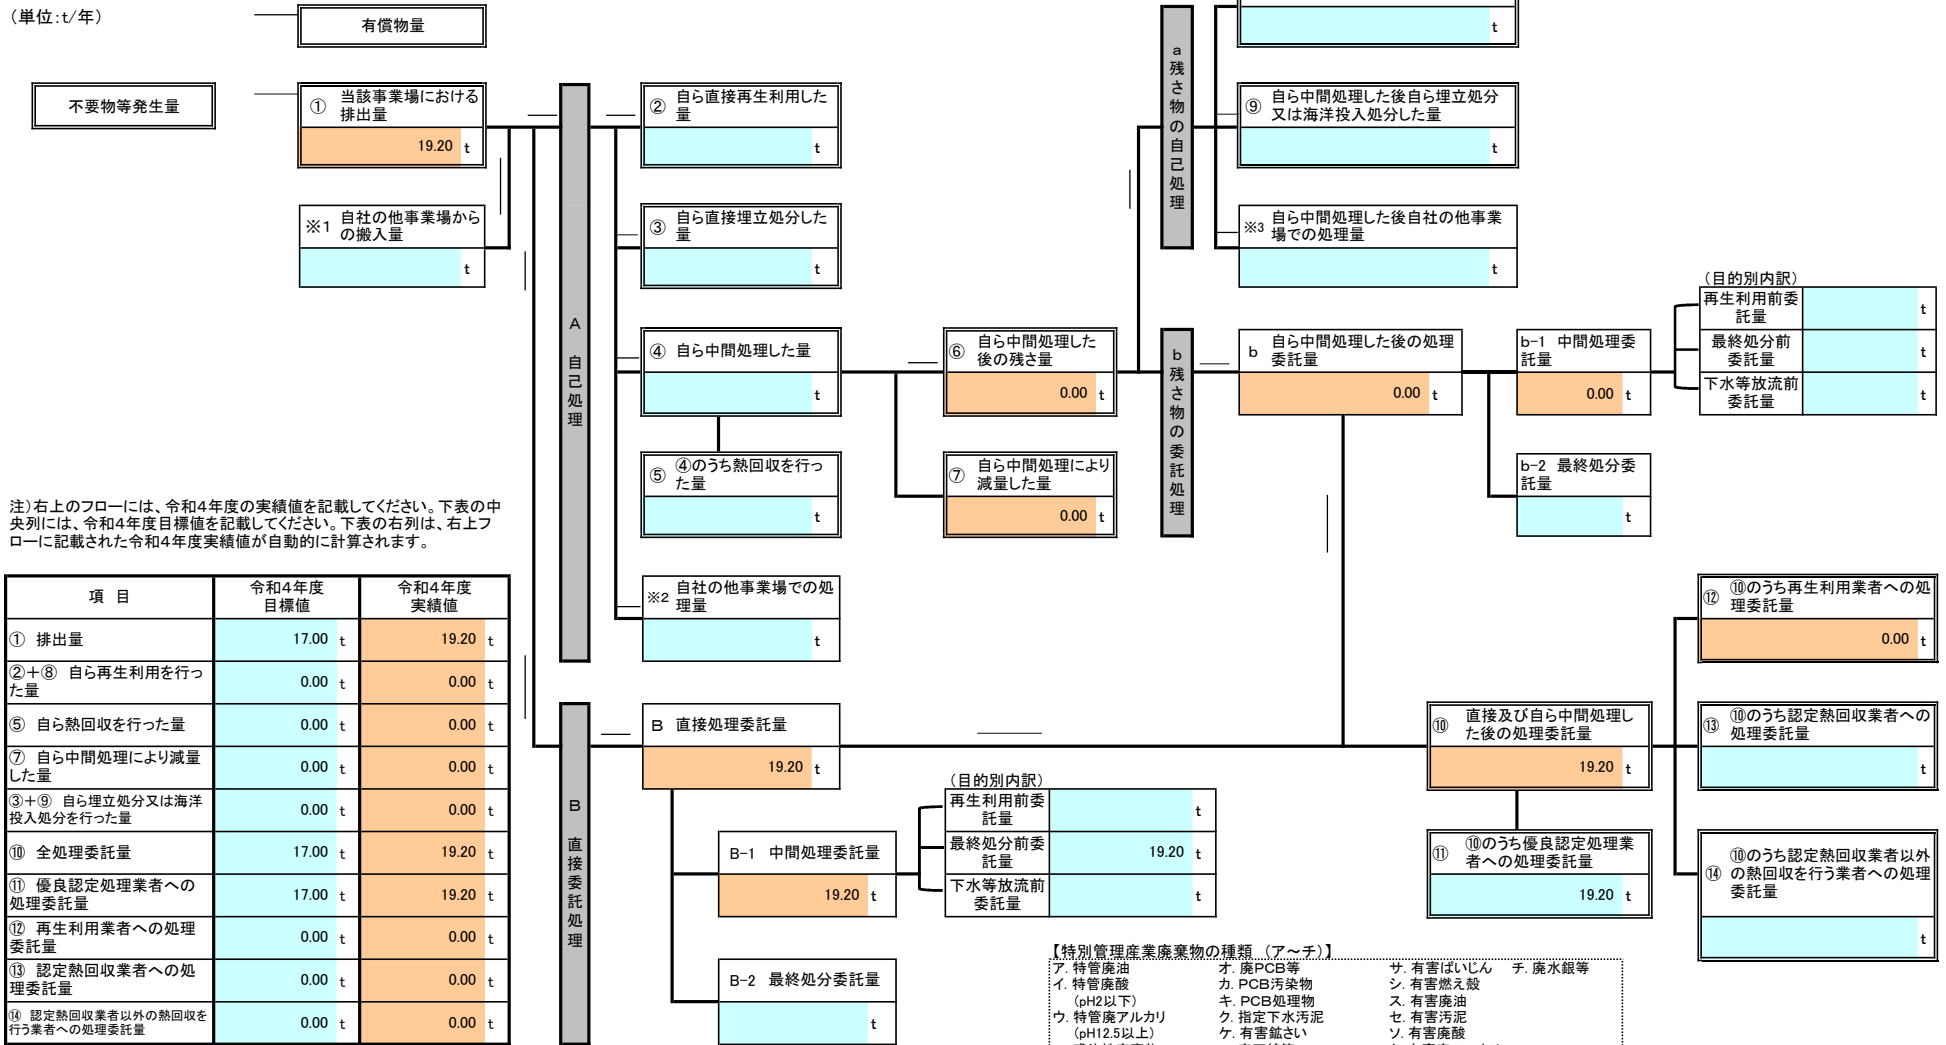 (単位:t/年)
有償物量
t
不要物等発生量
① 当該事業場における
排出量
19.20 t
※1 自社の他事業場から
の搬入量
t
A 自己処理
② 自ら直接再生利用した
量
t
③ 自ら直接埋立処分した
量
t
④ 自ら中間処理した量
t
⑤ ④のうち熱回収を行っ
た量
t
※2 自社の他事業場での処
理量
t
⑥ 自ら中間処理した
後の残さ量
0.00 t
⑦ 自ら中間処理により
減量した量
0.00 t
a 残さ物の自己処理
⑨ 自ら中間処理した後自ら埋立処分
又は海洋投入処分した量
t
※3 自ら中間処理した後自社の他事業
場での処理量
t
b 残さ物の委託処理
b 自ら中間処理した後の処理
委託量
0.00 t
b-1 中間処理委
託量
0.00 t
b-2 最終処分委
託量
t
(目的別内訳)
再生利用前委
託量 t
最終処分前
委託量 t
下水等放流前
委託量 t
注)右上のフローには、令和4年度の実績値を記載してください。下表の中
央列には、令和4年度目標値を記載してください。下表の右列は、右上フ
ローに記載された令和4年度実績値が自動的に計算されます。
項 目 令和4年度 目標値 令和4年度 実績値
① 排出量 17.00 t 19.20 t
②+⑧ 自ら再生利用を行っ
た量 0.00 t 0.00 t
⑤ 自ら熱回収を行った量 0.00 t 0.00 t
⑦ 自ら中間処理により減量
した量 0.00 t 0.00 t
③+⑨ 自ら埋立処分又は海洋
投入処分を行った量 0.00 t 0.00 t
⑩ 全処理委託量 17.00 t 19.20 t
⑪ 優良認定処理業者への
処理委託量 17.00 t 19.20 t
⑫ 再生利用業者への処理
委託量 0.00 t 0.00 t
⑬ 認定熱回収業者への処
理委託量 0.00 t 0.00 t
⑭ 認定熱回収業者以外の熱回収を
行う業者への処理委託量 0.00 t 0.00 t
B 直接委託処理
B 直接処理委託量
19.20 t
B-1 中間処理委託量
19.20 t
B-2 最終処分委託量
t
(目的別内訳)
再生利用前委
託量 t
最終処分前委
託量 19.20 t
下水等放流前
委託量 t
⑩ 直接及び自ら中間処理し
た後の処理委託量
19.20 t
⑪ ⑩のうち優良認定処理業
者への処理委託量
19.20 t
⑫ ⑩のうち再生利用業者への処
理委託量
0.00 t
⑬ ⑩のうち認定熱回収業者への
処理委託量
t
⑭ ⑩のうち認定熱回収業者以外
の熱回収を行う業者への処理
委託量
t
【特別管理産業廃棄物の種類 (ア~チ)】
ア. 特管廃油 オ. 廃PCB等 サ. 有害ばいじん チ. 廃水銀等
イ. 特管廃酸 カ. PCB汚染物 シ. 有害燃え殻
(pH2以下) キ. PCB処理物 ス. 有害廃油
ウ. 特管廃アルカリ ク. 指定下水汚泥 セ. 有害汚泥
(pH12.5以上) ケ. 有害鉱さい ソ. 有害廃酸